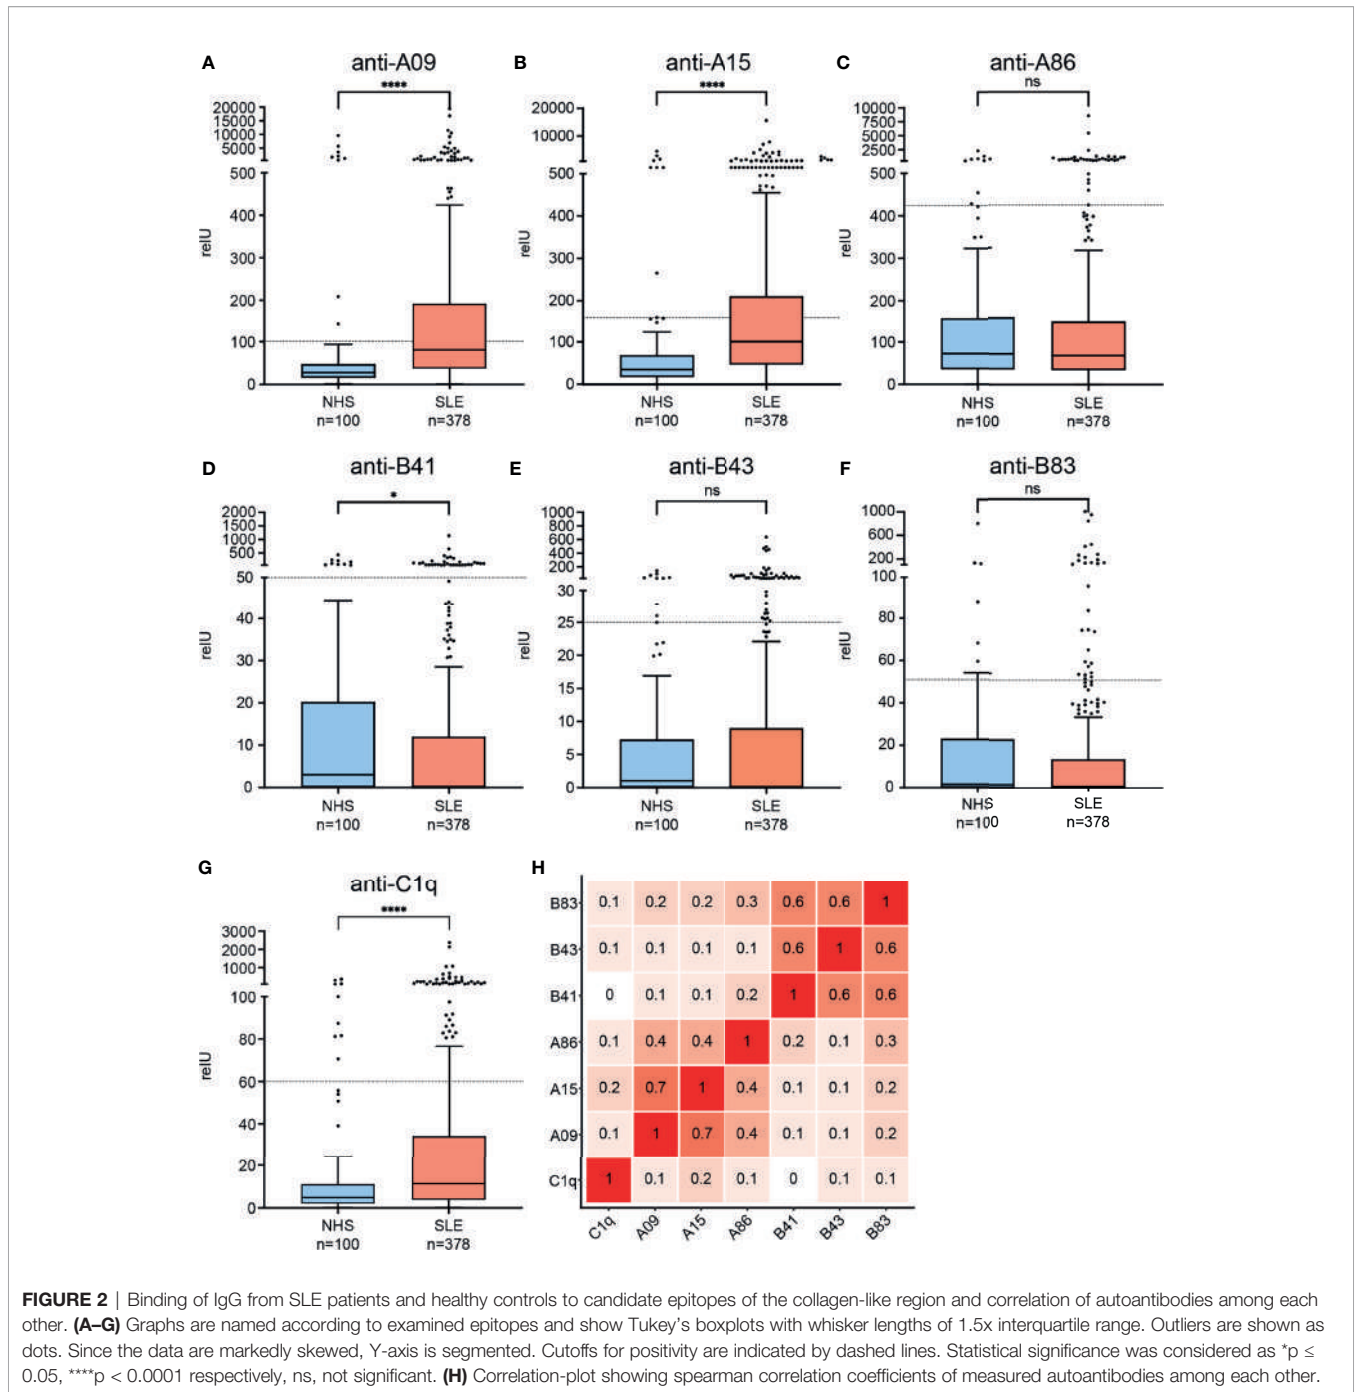 A
anti-A09
****
20000
15000
10000
5000
500
400
300
200
100
0
relU
NHS
n=100
SLE
n=378
B
anti-A15
****
20000
10000
500
400
300
200
100
0
relU
NHS
n=100
SLE
n=378
C
anti-A86
ns
10000
7500
5000
2500
500
400
300
200
100
0
relU
NHS
n=100
SLE
n=378
D
anti-B41
*
2000
1500
1000
500
50
40
30
20
10
0
relU
NHS
n=100
SLE
n=378
E
anti-B43
ns
1000
800
600
400
200
30
25
20
15
10
5
0
relU
NHS
n=100
SLE
n=378
F
anti-B83
ns
1000
600
200
100
80
60
40
20
0
relU
NHS
n=100
SLE
n=378
G
anti-C1q
****
3000
2000
1000
100
80
60
40
20
0
relU
NHS
n=100
SLE
n=378
H
B83 0.1 0.2 0.2 0.3 0.6 0.6 1
B43 0.1 0.1 0.1 0.1 0.6 1 0.6
B41 0 0.1 0.1 0.2 1 0.6 0.6
A86 0.1 0.4 0.4 1 0.2 0.1 0.3
A15 0.2 0.7 1 0.4 0.1 0.1 0.2
A09 0.1 1 0.7 0.4 0.1 0.1 0.2
C1q 1 0.1 0.2 0.1 0 0.1 0.1
C1q A09 A15 A86 B41 B43 B83
FIGURE 2 | Binding of IgG from SLE patients and healthy controls to candidate epitopes of the collagen-like region and correlation of autoantibodies among each
other. (A–G) Graphs are named according to examined epitopes and show Tukey's boxplots with whisker lengths of 1.5x interquartile range. Outliers are shown as
dots. Since the data are markedly skewed, Y-axis is segmented. Cutoffs for positivity are indicated by dashed lines. Statistical significance was considered as *p ≤
0.05, ****p < 0.0001 respectively, ns, not significant. (H) Correlation-plot showing spearman correlation coefficients of measured autoantibodies among each other.